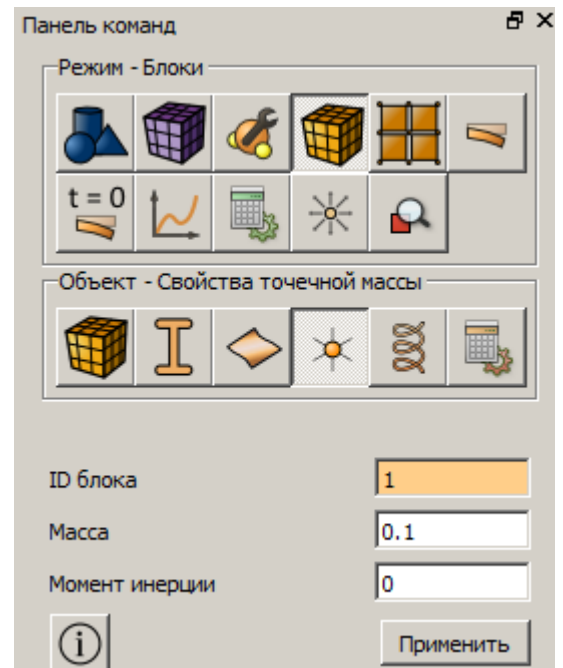 Панель команд
Режим - Блоки
t = 0
Объект - Свойства точечной массы
ID блока 1
Масса 0.1
Момент инерции 0
Применить